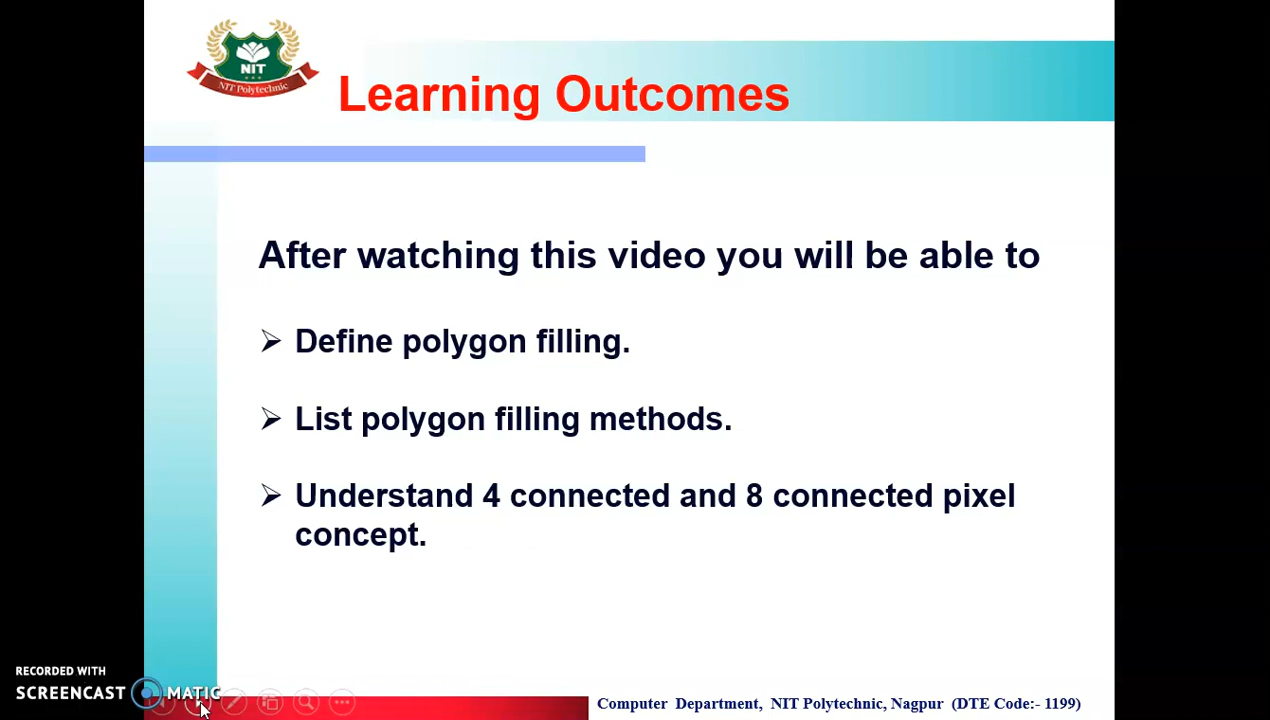 NIT
NIT Polytechnic
Learning Outcomes
After watching this video you will be able to
Define polygon filling.
List polygon filling methods.
Understand 4 connected and 8 connected pixel
concept.
RECORDED WITH
SCREENCAST MATIC
Computer Department, NIT Polytechnic, Nagpur (DTE Code:- 1199)